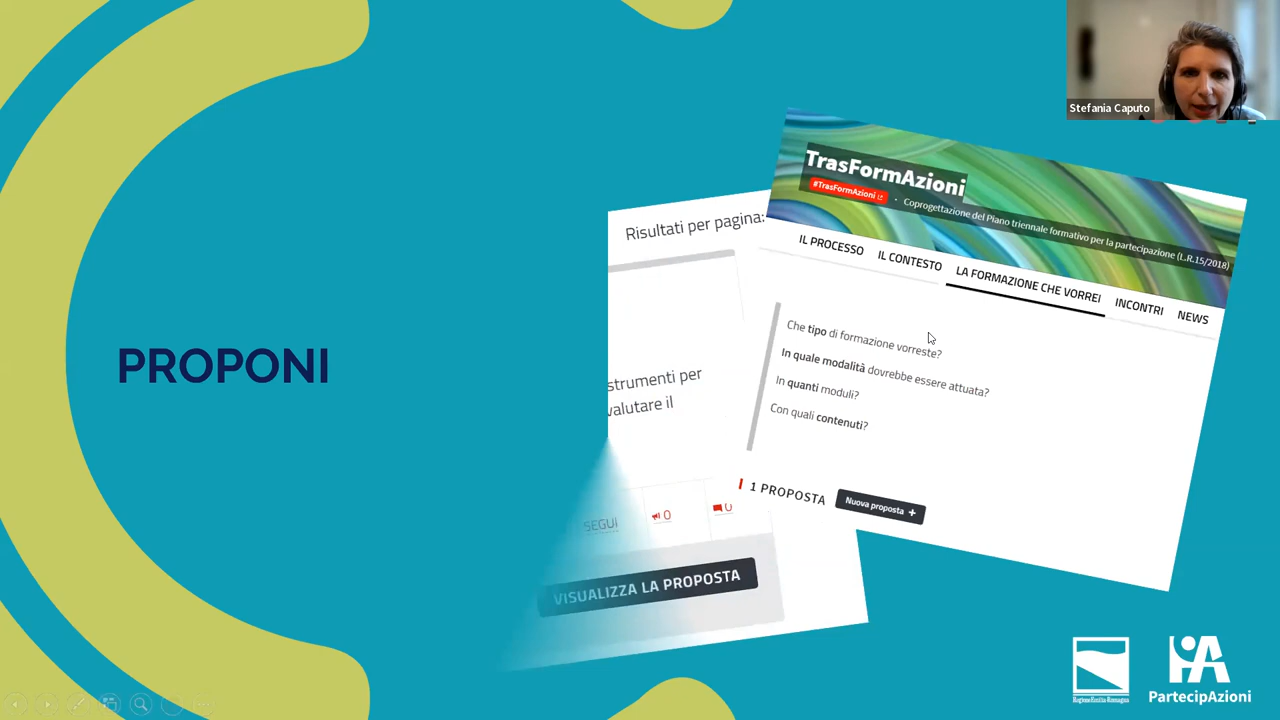 Stefania Caputo
TrasFormAzioni
#TrasFormAzioni
Coprogettazione del Piano triennale formativo per la partecipazione (L.R.15/2018)
Risultati per pagina:
IL PROCESSO
IL CONTESTO
LA FORMAZIONE CHE VORREI
INCONTRI
NEWS
Che tipo di formazione vorreste?
In quale modalità dovrebbe essere attuata?
In quanti moduli?
Con quali contenuti?
PROPONI
strumenti per
valutare il
1 PROPOSTA
Nuova proposta +
SEGUI
0
0
VISUALIZZA LA PROPOSTA
Regione Emilia-Romagna
PartecipAzioni